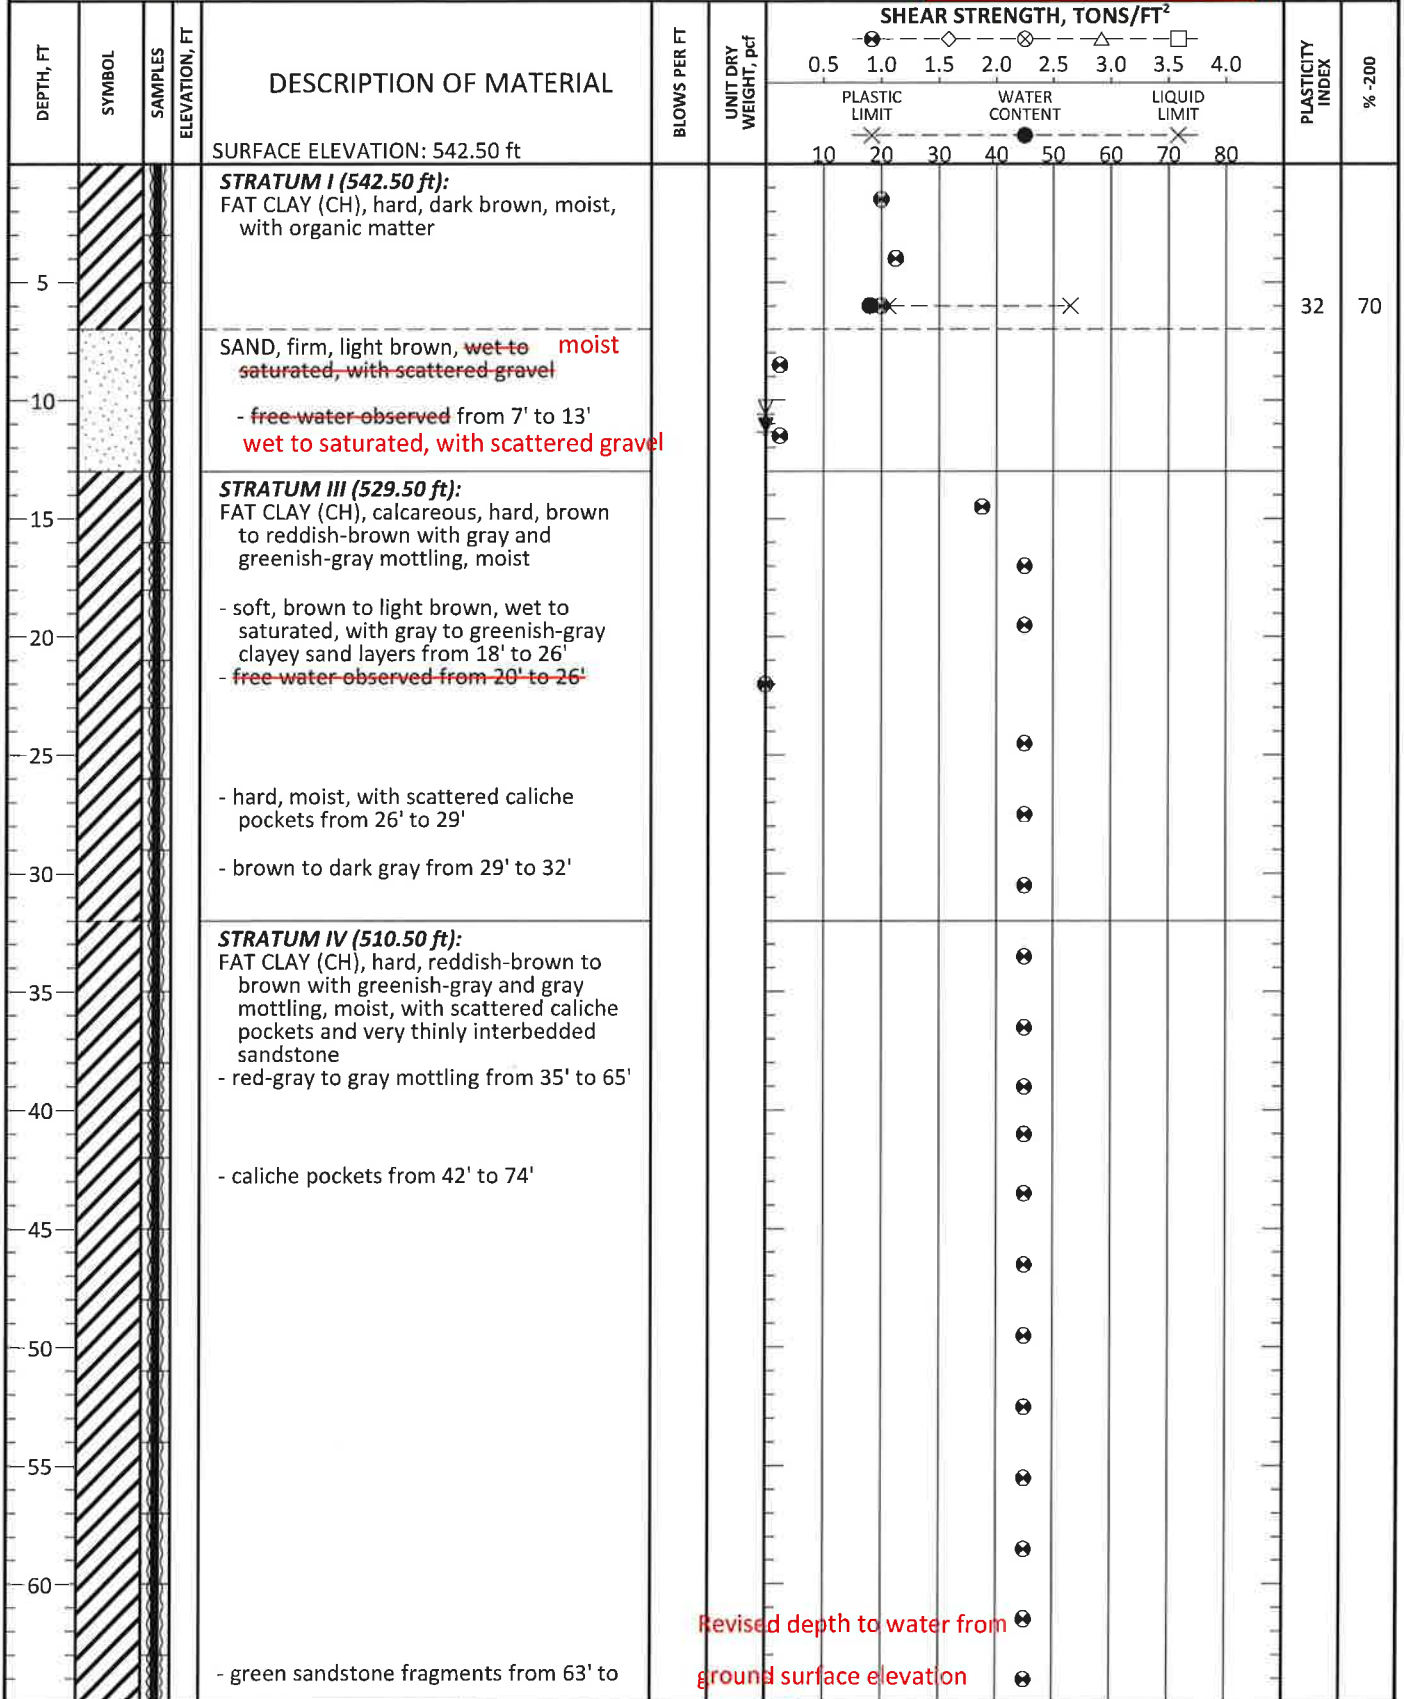 SHEAR STRENGTH, TONS/FT²
DEPTH, FT
SYMBOL
SAMPLES
ELEVATION, FT
DESCRIPTION OF MATERIAL
SURFACE ELEVATION: 542.50 ft
BLOWS PER FT
UNIT DRY
WEIGHT, pcf
0.5 1.0 1.5 2.0 2.5 3.0 3.5 4.0
PLASTIC
LIMIT
WATER
CONTENT
LIQUID
LIMIT
10 20 30 40 50 60 70 80
PLASTICITY
INDEX
% -200
STRATUM I (542.50 ft):
FAT CLAY (CH), hard, dark brown, moist,
with organic matter
5
32 70
SAND, firm, light brown, wet to moist
saturated, with scattered gravel
10
- free water observed from 7' to 13'
wet to saturated, with scattered gravel
STRATUM III (529.50 ft):
FAT CLAY (CH), calcareous, hard, brown
15
to reddish-brown with gray and
greenish-gray mottling, moist
- soft, brown to light brown, wet to
saturated, with gray to greenish-gray
20
clayey sand layers from 18' to 26'
- free water observed from 20' to 26'
25
- hard, moist, with scattered caliche
pockets from 26' to 29'
- brown to dark gray from 29' to 32'
30
STRATUM IV (510.50 ft):
FAT CLAY (CH), hard, reddish-brown to
brown with greenish-gray and gray
35
mottling, moist, with scattered caliche
pockets and very thinly interbedded
sandstone
- red-gray to gray mottling from 35' to 65'
40
- caliche pockets from 42' to 74'
45
50
55
60
Revised depth to water from
- green sandstone fragments from 63' to
ground surface elevation